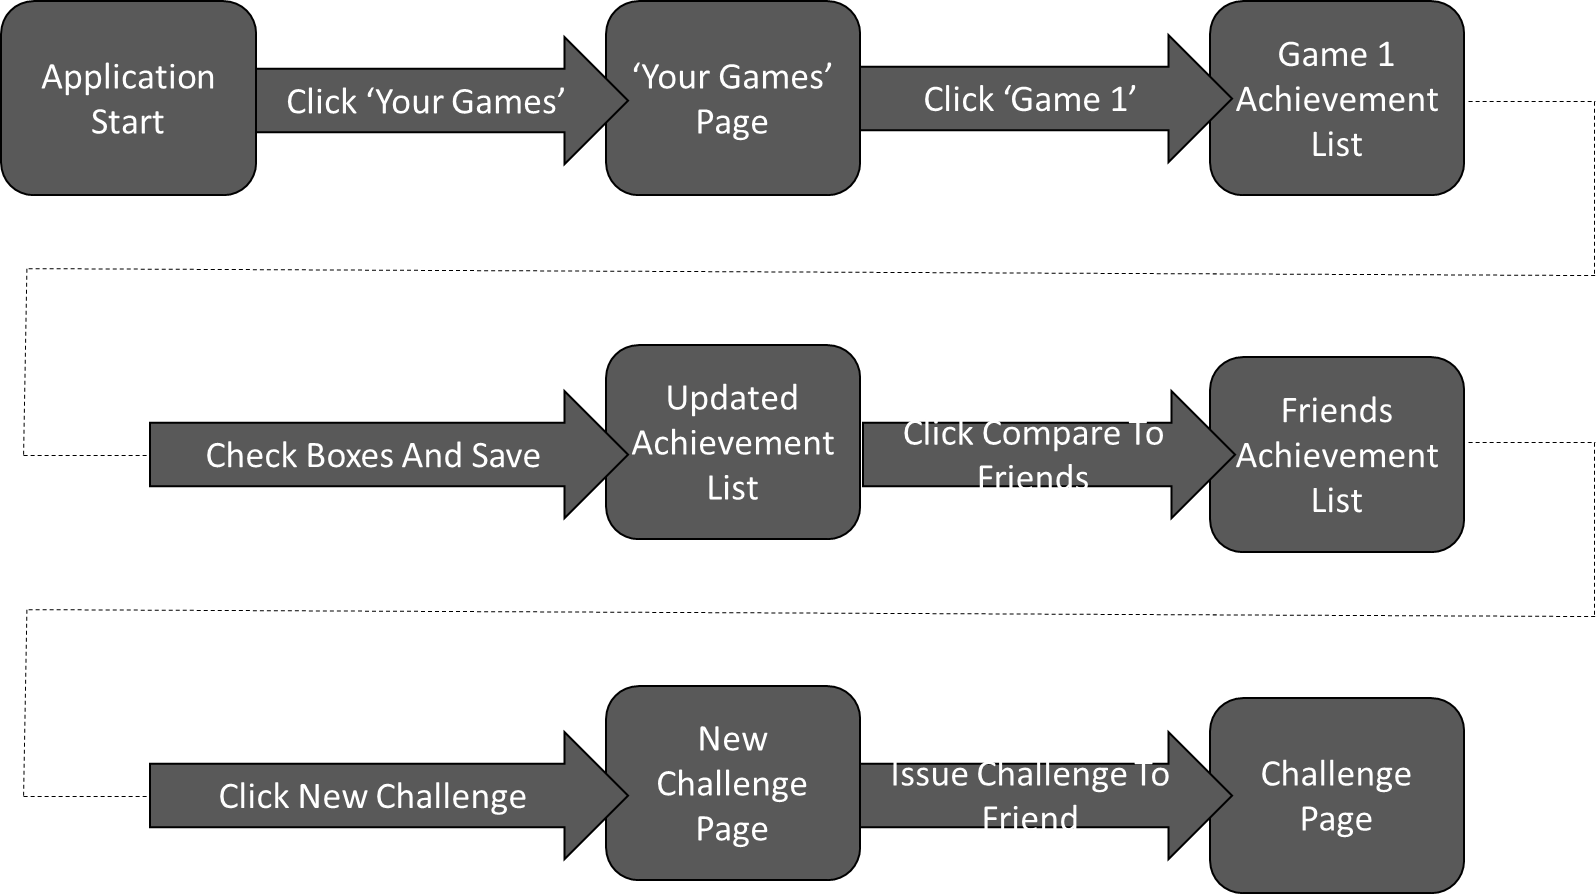 Application
Start
Click ‘Your Games’
‘Your Games’
Page
Click ‘Game 1’
Game 1
Achievement
List
Check Boxes And Save
Updated
Achievement
List
Click Compare To
Friends
Friends
Achievement
List
Click New Challenge
New
Challenge
Page
Issue Challenge To
Friend
Challenge
Page